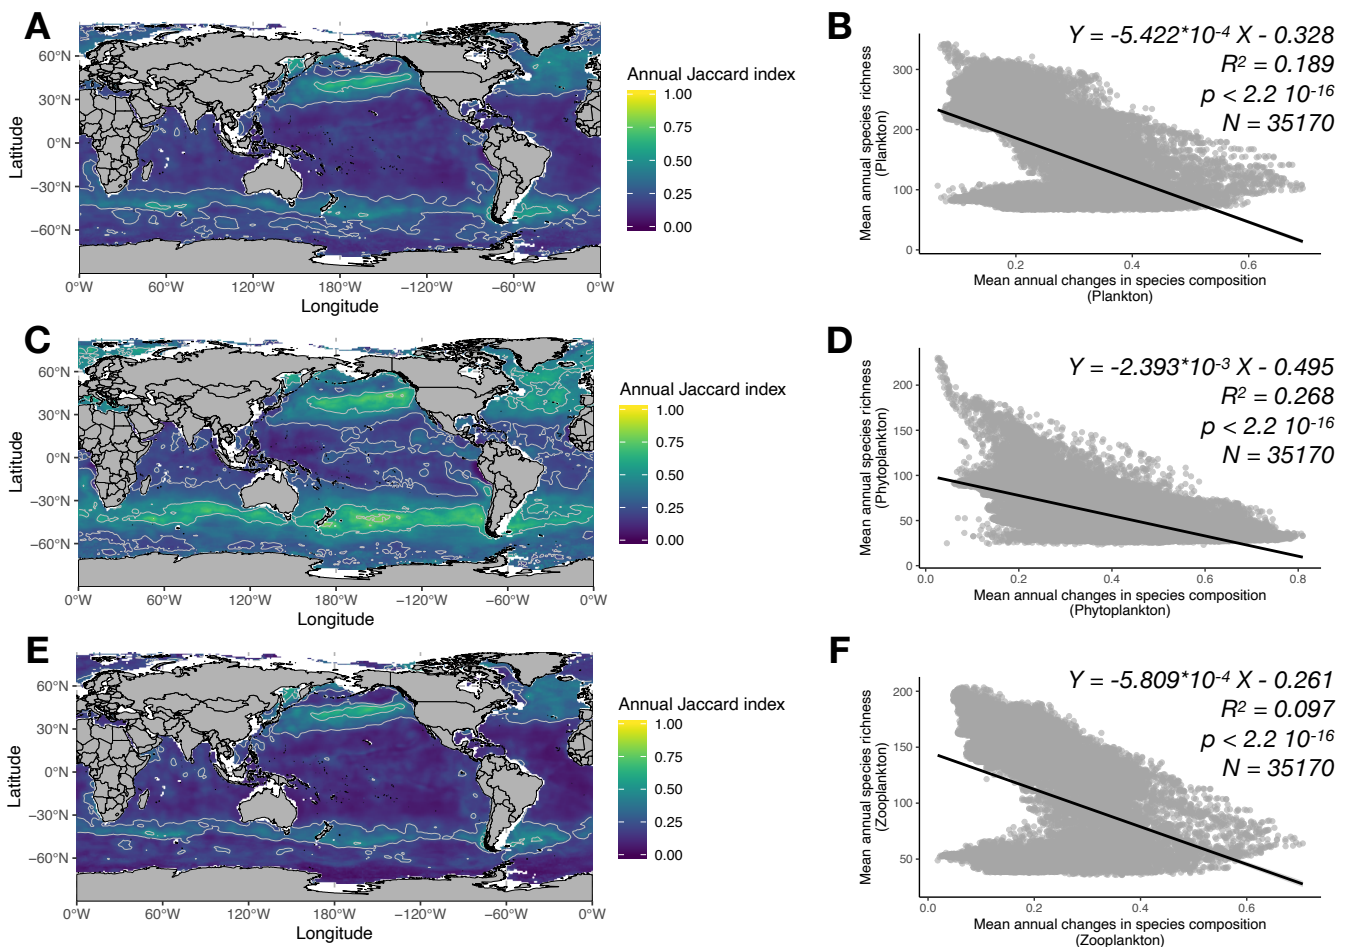 A
60°N
30°N
0°N
−30°N
−60°N
Latitude
0°W
60°W
120°W
180°W
−120°W
−60°W
0°W
Longitude
Annual Jaccard index
1.00
0.75
0.50
0.25
0.00
B
Y = -5.422*10-4 X - 0.328
R2 = 0.189
p < 2.2 10-16
N = 35170
Mean annual species richness
(Plankton)
300
200
100
0
0.2
0.4
0.6
Mean annual changes in species composition
(Plankton)
C
60°N
30°N
0°N
−30°N
−60°N
Latitude
0°W
60°W
120°W
180°W
−120°W
−60°W
0°W
Longitude
Annual Jaccard index
1.00
0.75
0.50
0.25
0.00
D
Y = -2.393*10-3 X - 0.495
R2 = 0.268
p < 2.2 10-16
N = 35170
Mean annual species richness
(Phytoplankton)
200
150
100
50
0
0.0
0.2
0.4
0.6
0.8
Mean annual changes in species composition
(Phytoplankton)
E
60°N
30°N
0°N
−30°N
−60°N
Latitude
0°W
60°W
120°W
180°W
−120°W
−60°W
0°W
Longitude
Annual Jaccard index
1.00
0.75
0.50
0.25
0.00
F
Y = -5.809*10-4 X - 0.261
R2 = 0.097
p < 2.2 10-16
N = 35170
Mean annual species richness
(Zooplankton)
200
150
100
50
0.0
0.2
0.4
0.6
Mean annual changes in species composition
(Zooplankton)